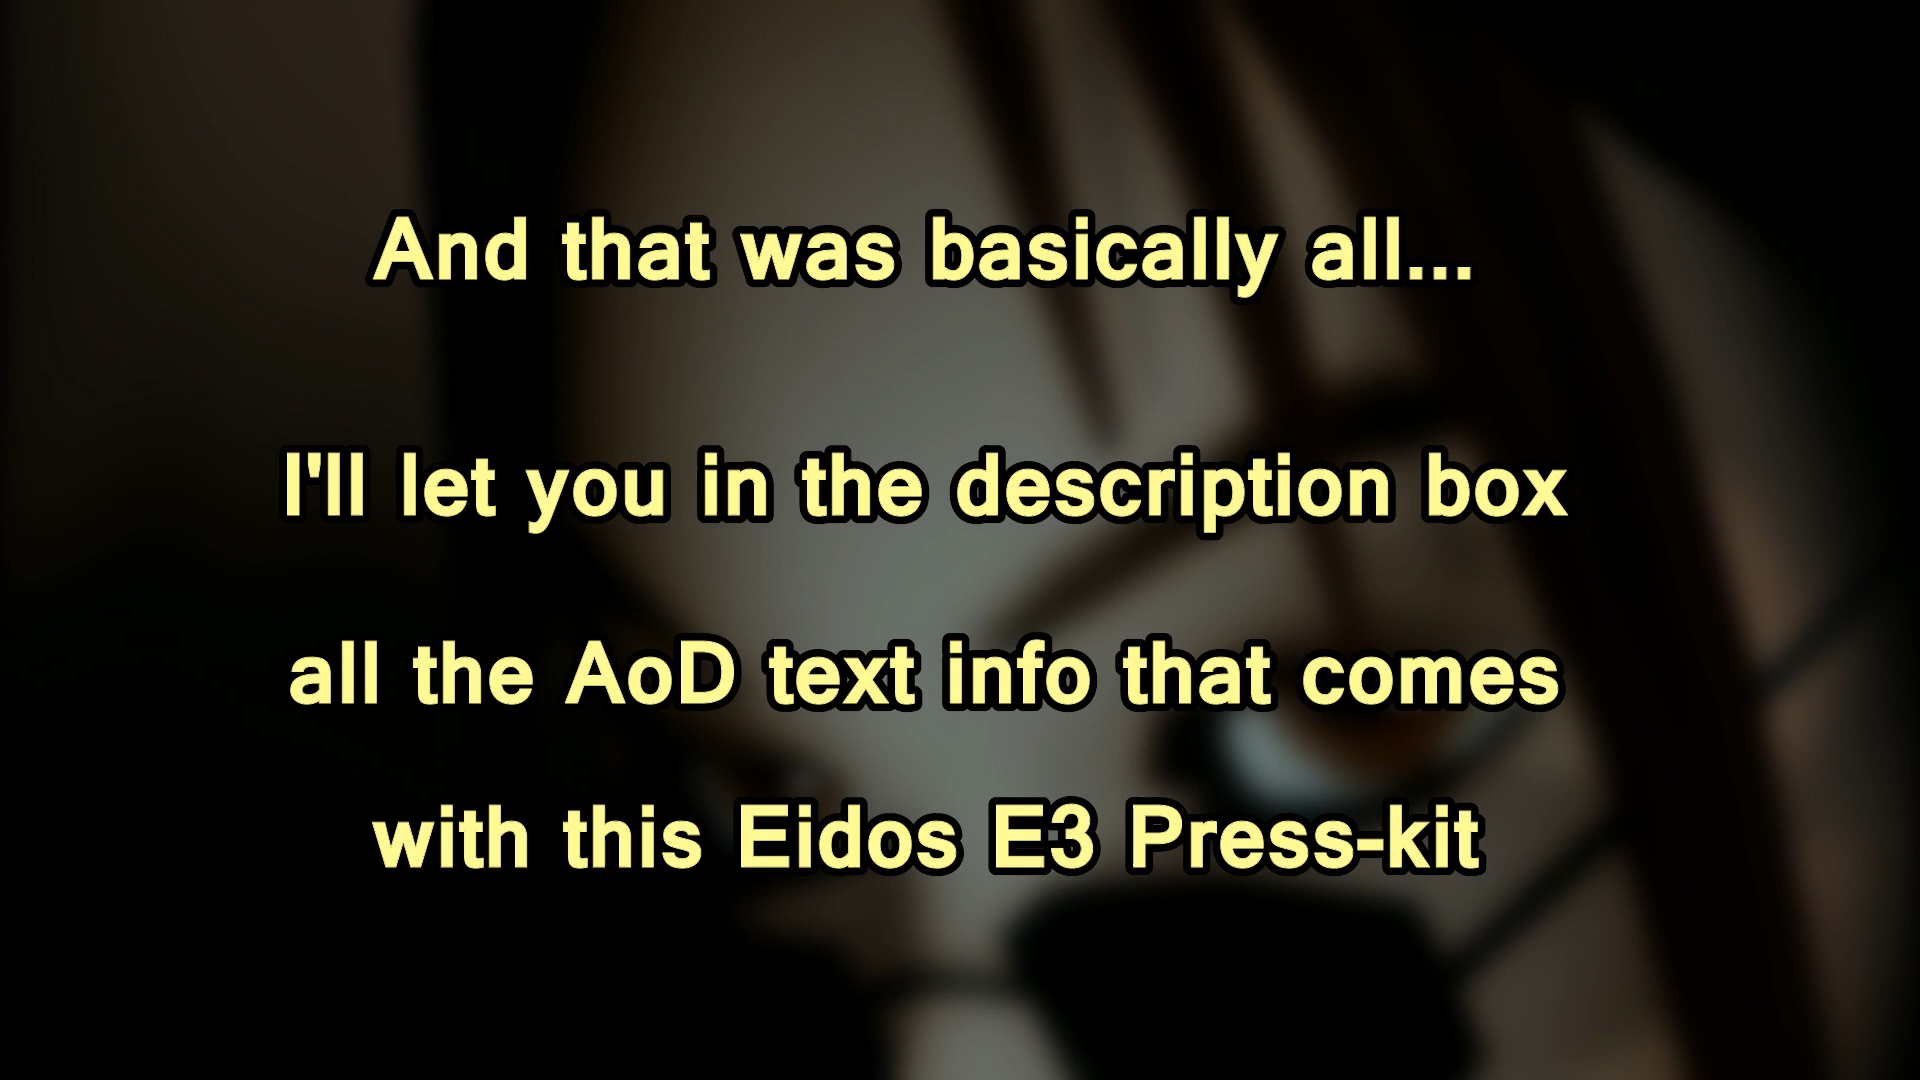 And that was basically all...
I'll let you in the description box
all the AoD text info that comes
with this Eidos E3 Press-kit